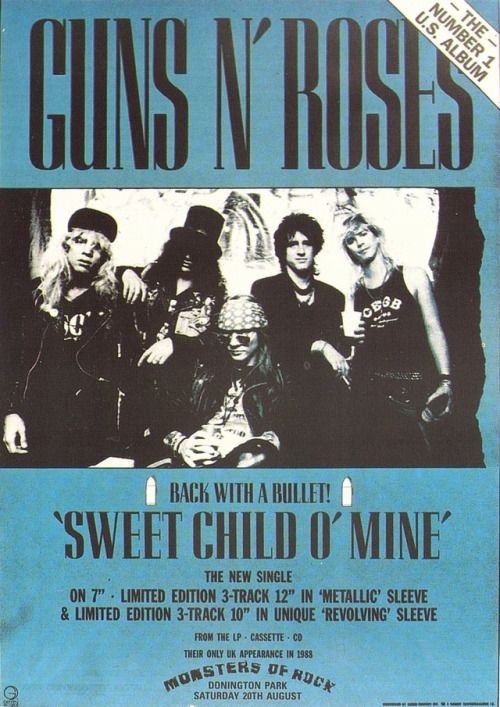 GUNS N' ROSES
– THE –
NUMBER 1
U.S. ALBUM
CBGB
BACK WITH A BULLET!
'SWEET CHILD O' MINE'
THE NEW SINGLE
ON 7" · LIMITED EDITION 3-TRACK 12" IN 'METALLIC' SLEEVE
& LIMITED EDITION 3-TRACK 10" IN UNIQUE 'REVOLVING' SLEEVE
FROM THE LP · CASSETTE · CD
THEIR ONLY UK APPEARANCE IN 1988
MONSTERS OF ROCK
DONINGTON PARK
SATURDAY 20TH AUGUST